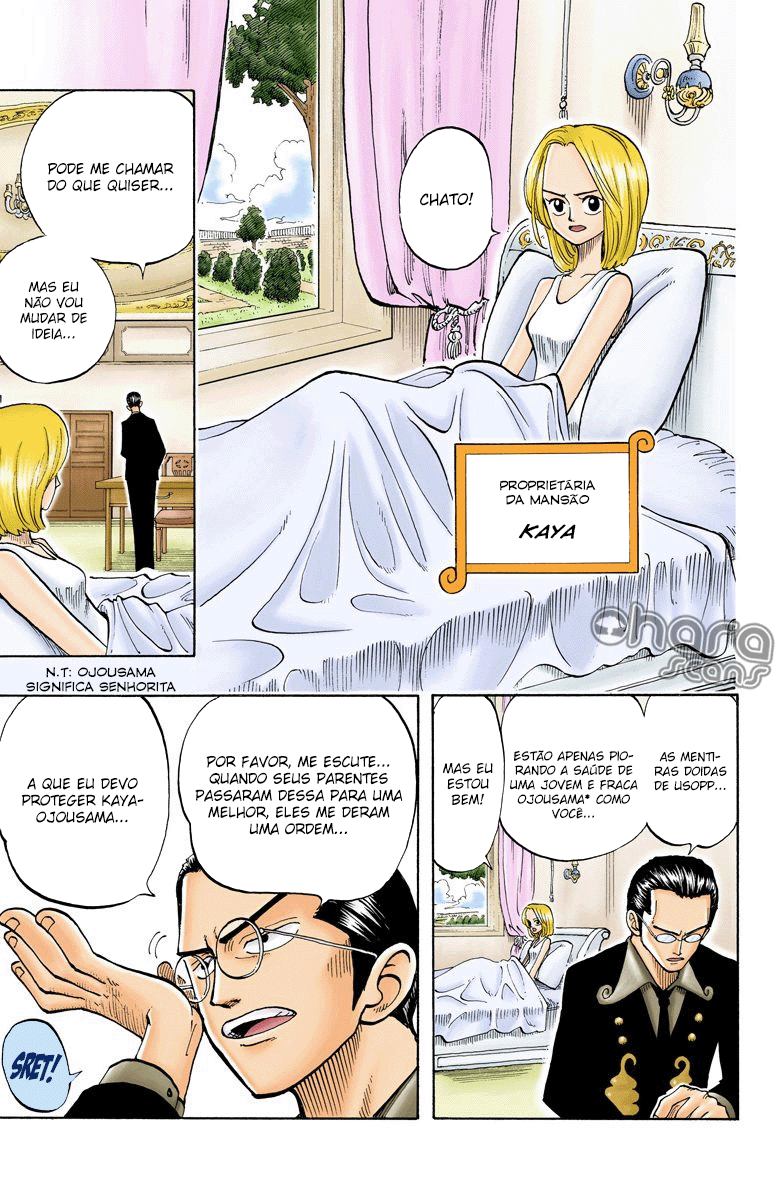 CHATO!
PROPRIETÁRIA
DA MANSÃO
KAYA
PODE ME CHAMAR
DO QUE QUISER...
MAS EU
NÃO VOU
MUDAR DE
IDEIA...
N.T: OJOUSAMA
SIGNIFICA SENHORITA
ohara
scans
AS MENTI-
RAS DOIDAS
DE USOPP...
ESTÃO APENAS PIO-
RANDO A SAÚDE DE
UMA JOVEM E FRACA
OJOUSAMA* COMO
VOCÊ...
MAS EU
ESTOU
BEM!
POR FAVOR, ME ESCUTE...
QUANDO SEUS PARENTES
PASSARAM DESSA PARA UMA
MELHOR, ELES ME DERAM
UMA ORDEM...
A QUE EU DEVO
PROTEGER KAYA-
OJOUSAMA...
SRET!